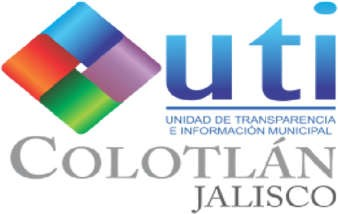 uti
UNIDAD DE TRANSPARENCIA
E INFORMACIÓN MUNICIPAL
COLOTLÁN
JALISCO